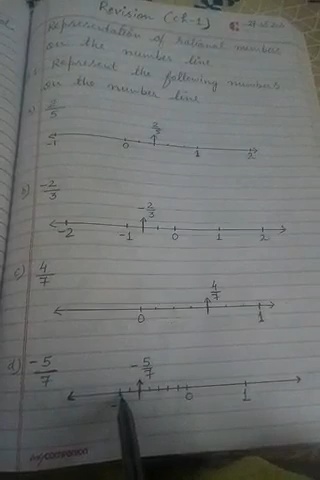 Revision (Ch-1)
Representation of rational numbers
on the number line
Represent the following numbers
on the number line
a) 2/5
2/5
-1 0 1 2
b) -2/3
-2/3
-2 -1 0 1 2
c) 4/7
4/7
0 1
d) -5/7
-5/7
0 1